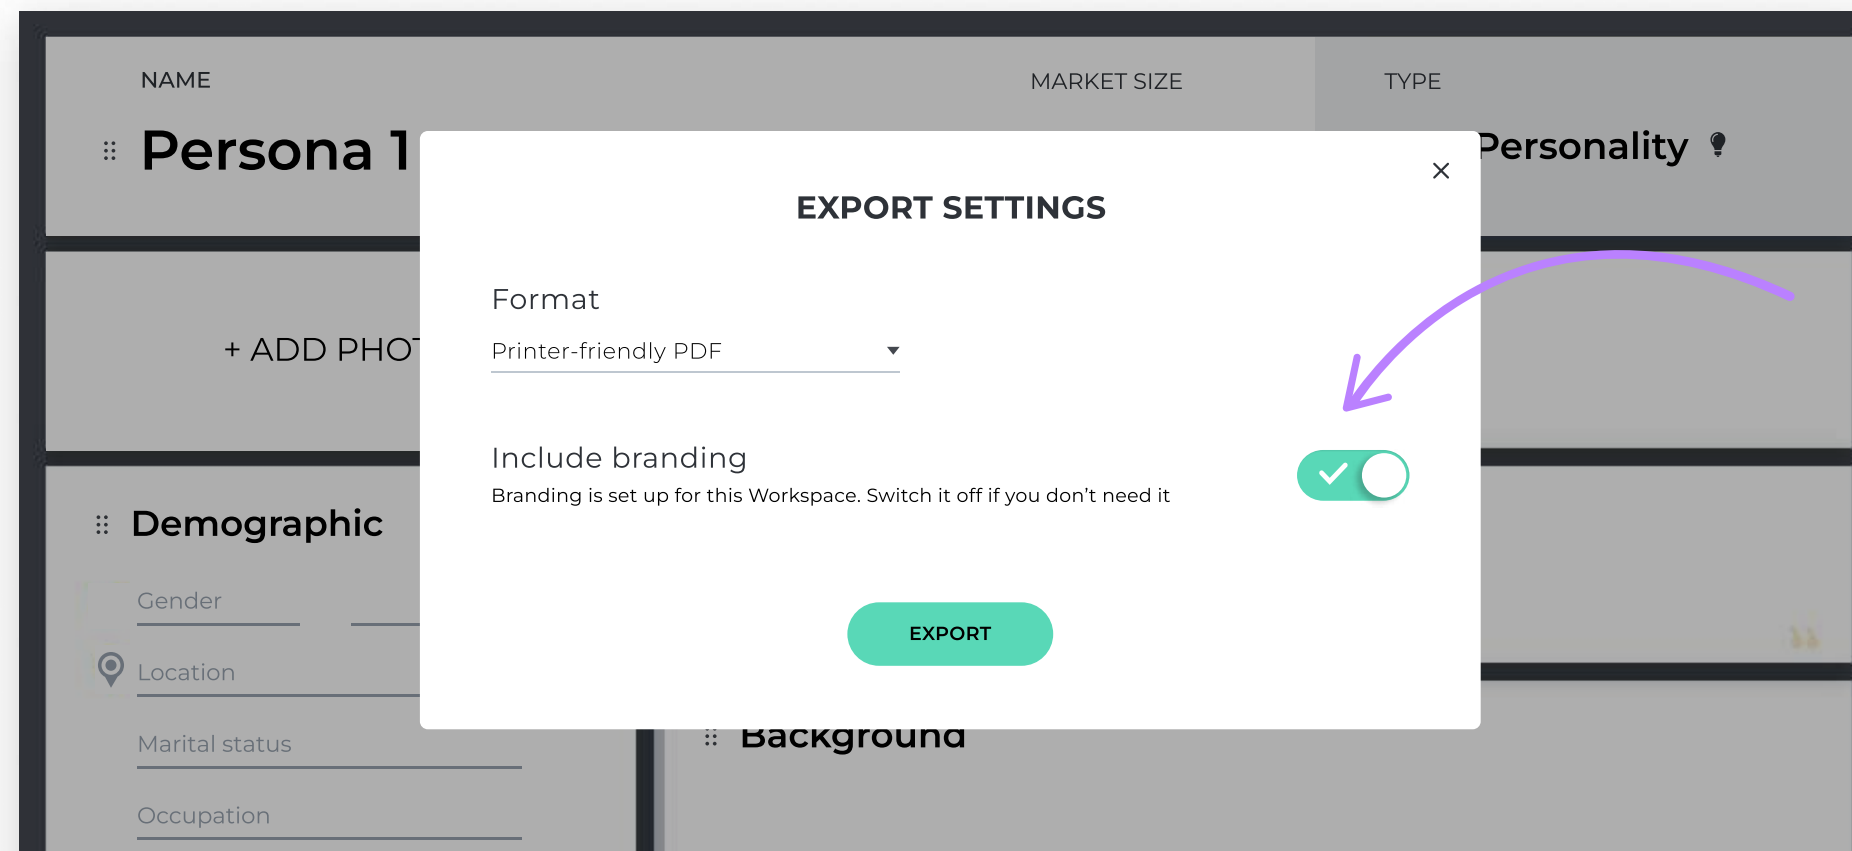 NAME
MARKET SIZE
TYPE
Persona 1
Personality
EXPORT SETTINGS
Format
Printer-friendly PDF
+ ADD PHOT
Include branding
Branding is set up for this Workspace. Switch it off if you don’t need it
Demographic
Gender
EXPORT
Location
Background
Marital status
Occupation